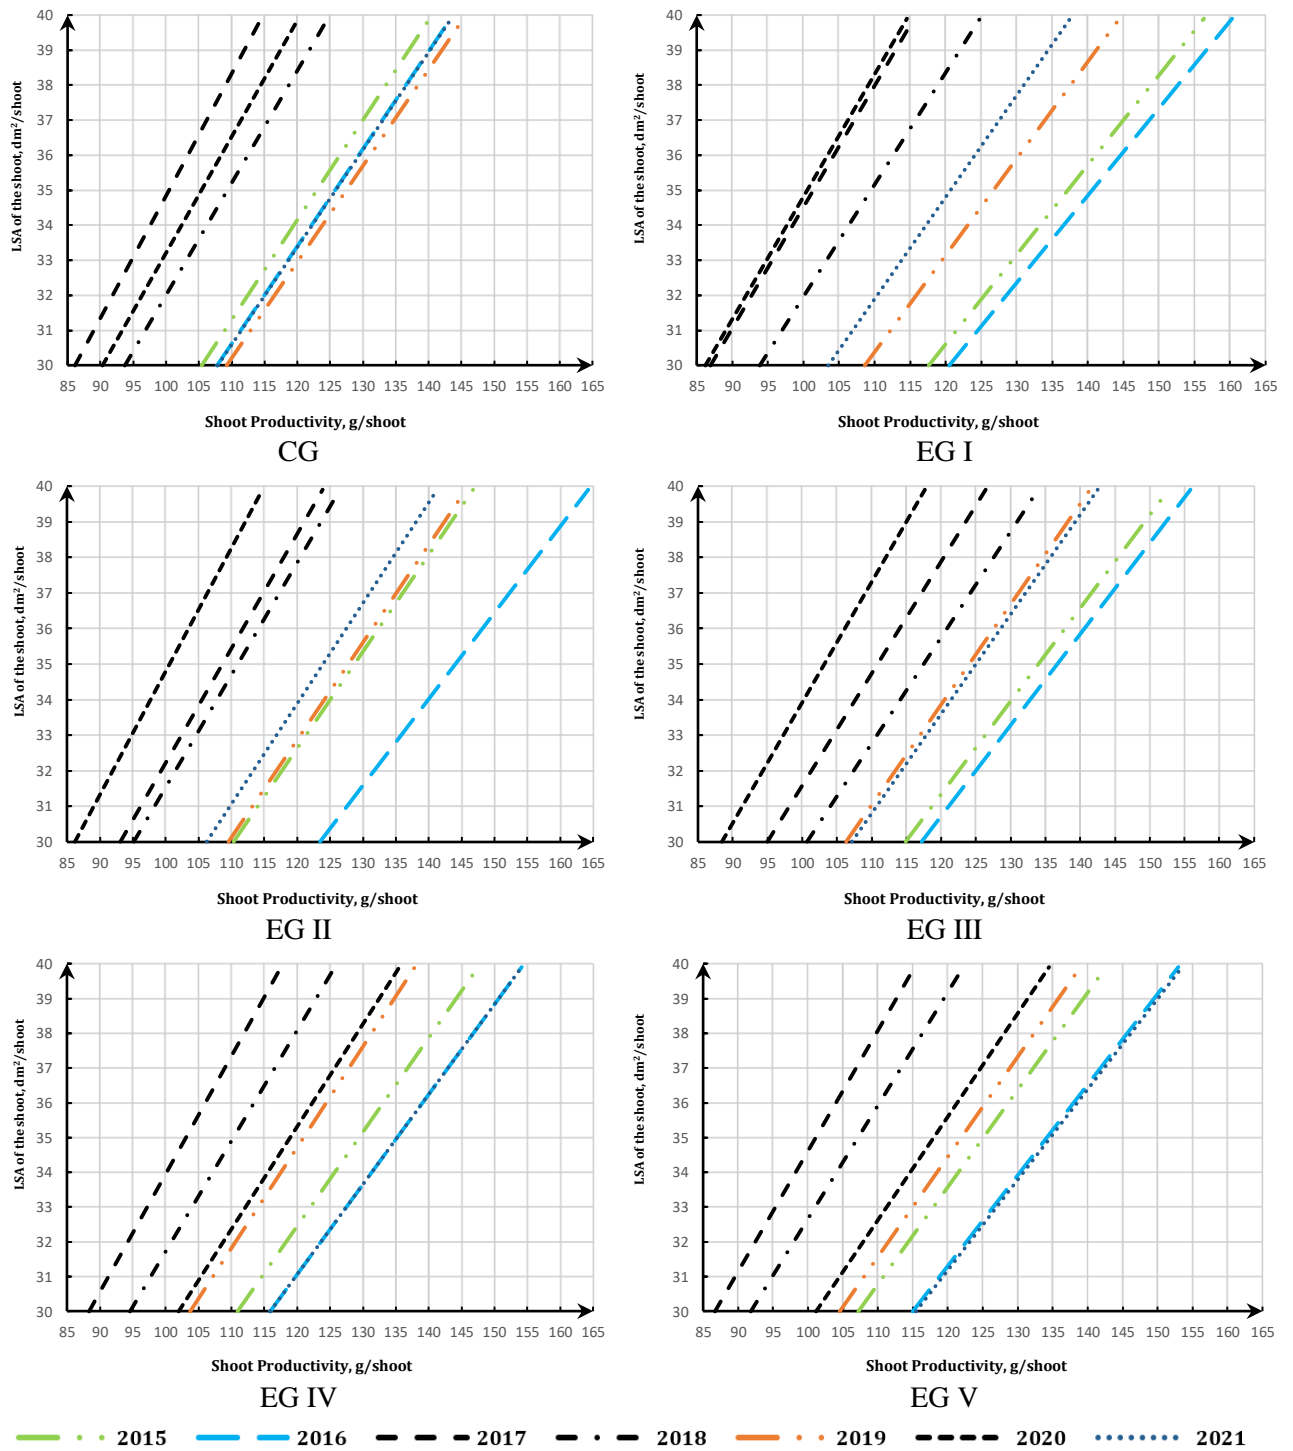 40
39
38
37
36
35
34
33
32
31
30
LSA of the shoot, dm²/shoot
85 90 95 100 105 110 115 120 125 130 135 140 145 150 155 160 165
Shoot Productivity, g/shoot
CG
40
39
38
37
36
35
34
33
32
31
30
LSA of the shoot, dm²/shoot
85 90 95 100 105 110 115 120 125 130 135 140 145 150 155 160 165
Shoot Productivity, g/shoot
EG I
40
39
38
37
36
35
34
33
32
31
30
LSA of the shoot, dm²/shoot
85 90 95 100 105 110 115 120 125 130 135 140 145 150 155 160 165
Shoot Productivity, g/shoot
EG II
40
39
38
37
36
35
34
33
32
31
30
LSA of the shoot, dm²/shoot
85 90 95 100 105 110 115 120 125 130 135 140 145 150 155 160 165
Shoot Productivity, g/shoot
EG III
40
39
38
37
36
35
34
33
32
31
30
LSA of the shoot, dm²/shoot
85 90 95 100 105 110 115 120 125 130 135 140 145 150 155 160 165
Shoot Productivity, g/shoot
EG IV
40
39
38
37
36
35
34
33
32
31
30
LSA of the shoot, dm²/shoot
85 90 95 100 105 110 115 120 125 130 135 140 145 150 155 160 165
Shoot Productivity, g/shoot
EG V
2015 2016 2017 2018 2019 2020 2021